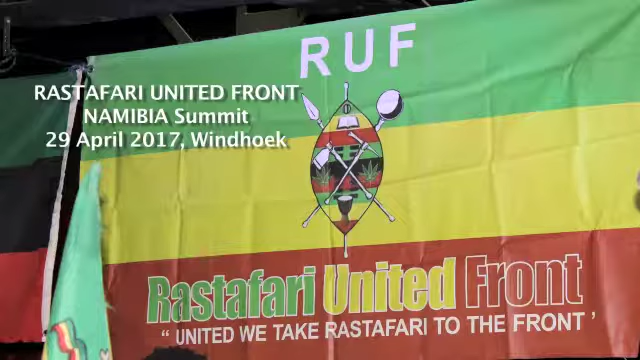 RUF
RASTAFARI UNITED FRONT
NAMIBIA Summit
29 April 2017, Windhoek
Rastafari United Front
“ UNITED WE TAKE RASTAFARI TO THE FRONT ’